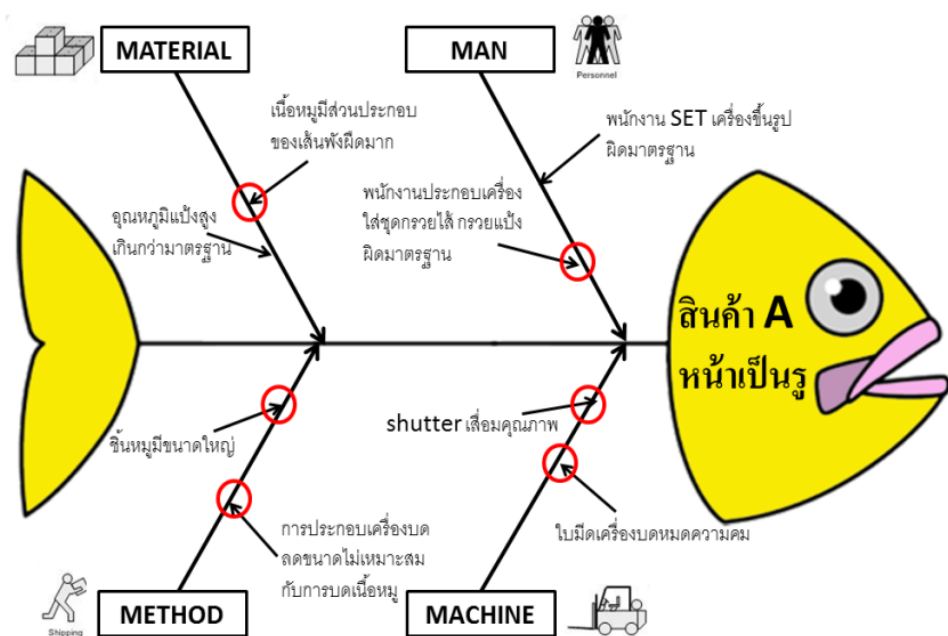 MATERIAL
MAN
Personnel
เนื้อหมูมีส่วนประกอบ
ของเส้นพังผืดมาก
อุณหภูมิแป้งสูง
เกินกว่ามาตรฐาน
พนักงาน SET เครื่องขึ้นรูป
ผิดมาตรฐาน
พนักงานประกอบเครื่อง
ใส่ชุดกรวยไส้ กรวยแป้ง
ผิดมาตรฐาน
สินค้า A
หน้าเป็นรู
ชิ้นหมูมีขนาดใหญ่
การประกอบเครื่องบด
ลดขนาดไม่เหมาะสม
กับการบดเนื้อหมู
shutter เสื่อมคุณภาพ
ใบมีดเครื่องบดหมดความคม
METHOD
Shipping
MACHINE